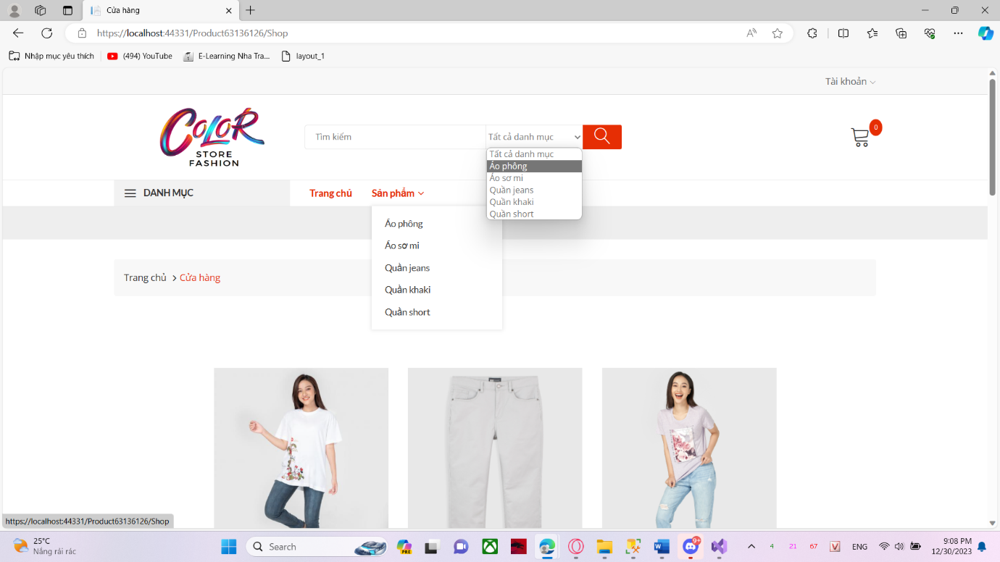 Cửa hàng
https://localhost:44331/Product63136126/Shop
Nhập mục yêu thích
(494) YouTube
E-Learning Nha Tra...
layout_1
Tài khoản
COLOR
STORE
FASHION
Tìm kiếm
Tất cả danh mục
0
Tất cả danh mục
Áo phông
Áo sơ mi
Quần jeans
Quần khaki
Quần short
DANH MỤC
Trang chủ
Sản phẩm
Áo phông
Áo sơ mi
Quần jeans
Quần khaki
Quần short
Trang chủ > Cửa hàng
https://localhost:44331/Product63136126/Shop
25°C
Nắng rải rác
Search
PRE
9+
4
21
67
V
ENG
9:08 PM
12/30/2023